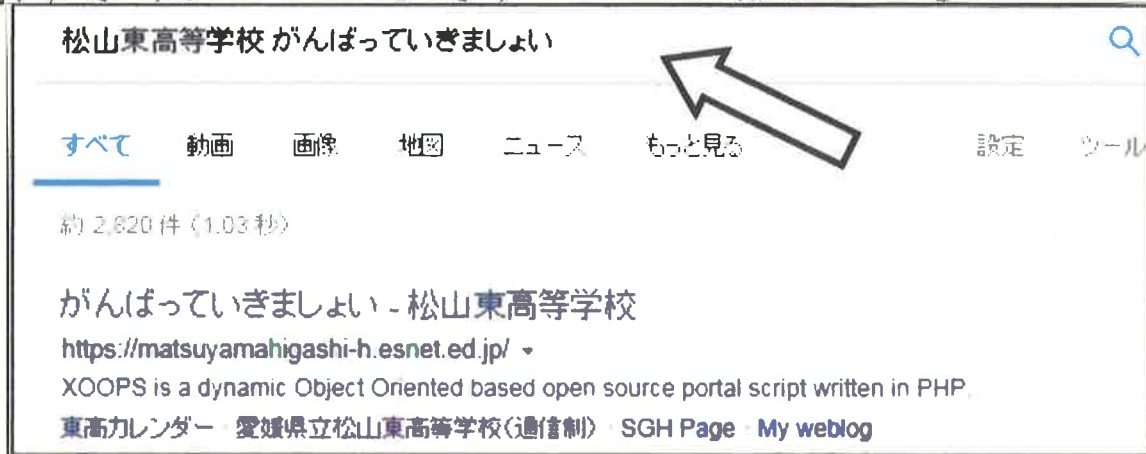 松山東高等学校 がんばっていきましょい
すべて 動画 画像 地図 ニュース もっと見る 設定 ツール
約 2,820 件 (1.03 秒)
がんばっていきましょい - 松山東高等学校
https://matsuyamahigashi-h.esnet.ed.jp/
XOOPS is a dynamic Object Oriented based open source portal script written in PHP.
東高カレンダー 愛媛県立松山東高等学校(通信制) SGH Page My weblog